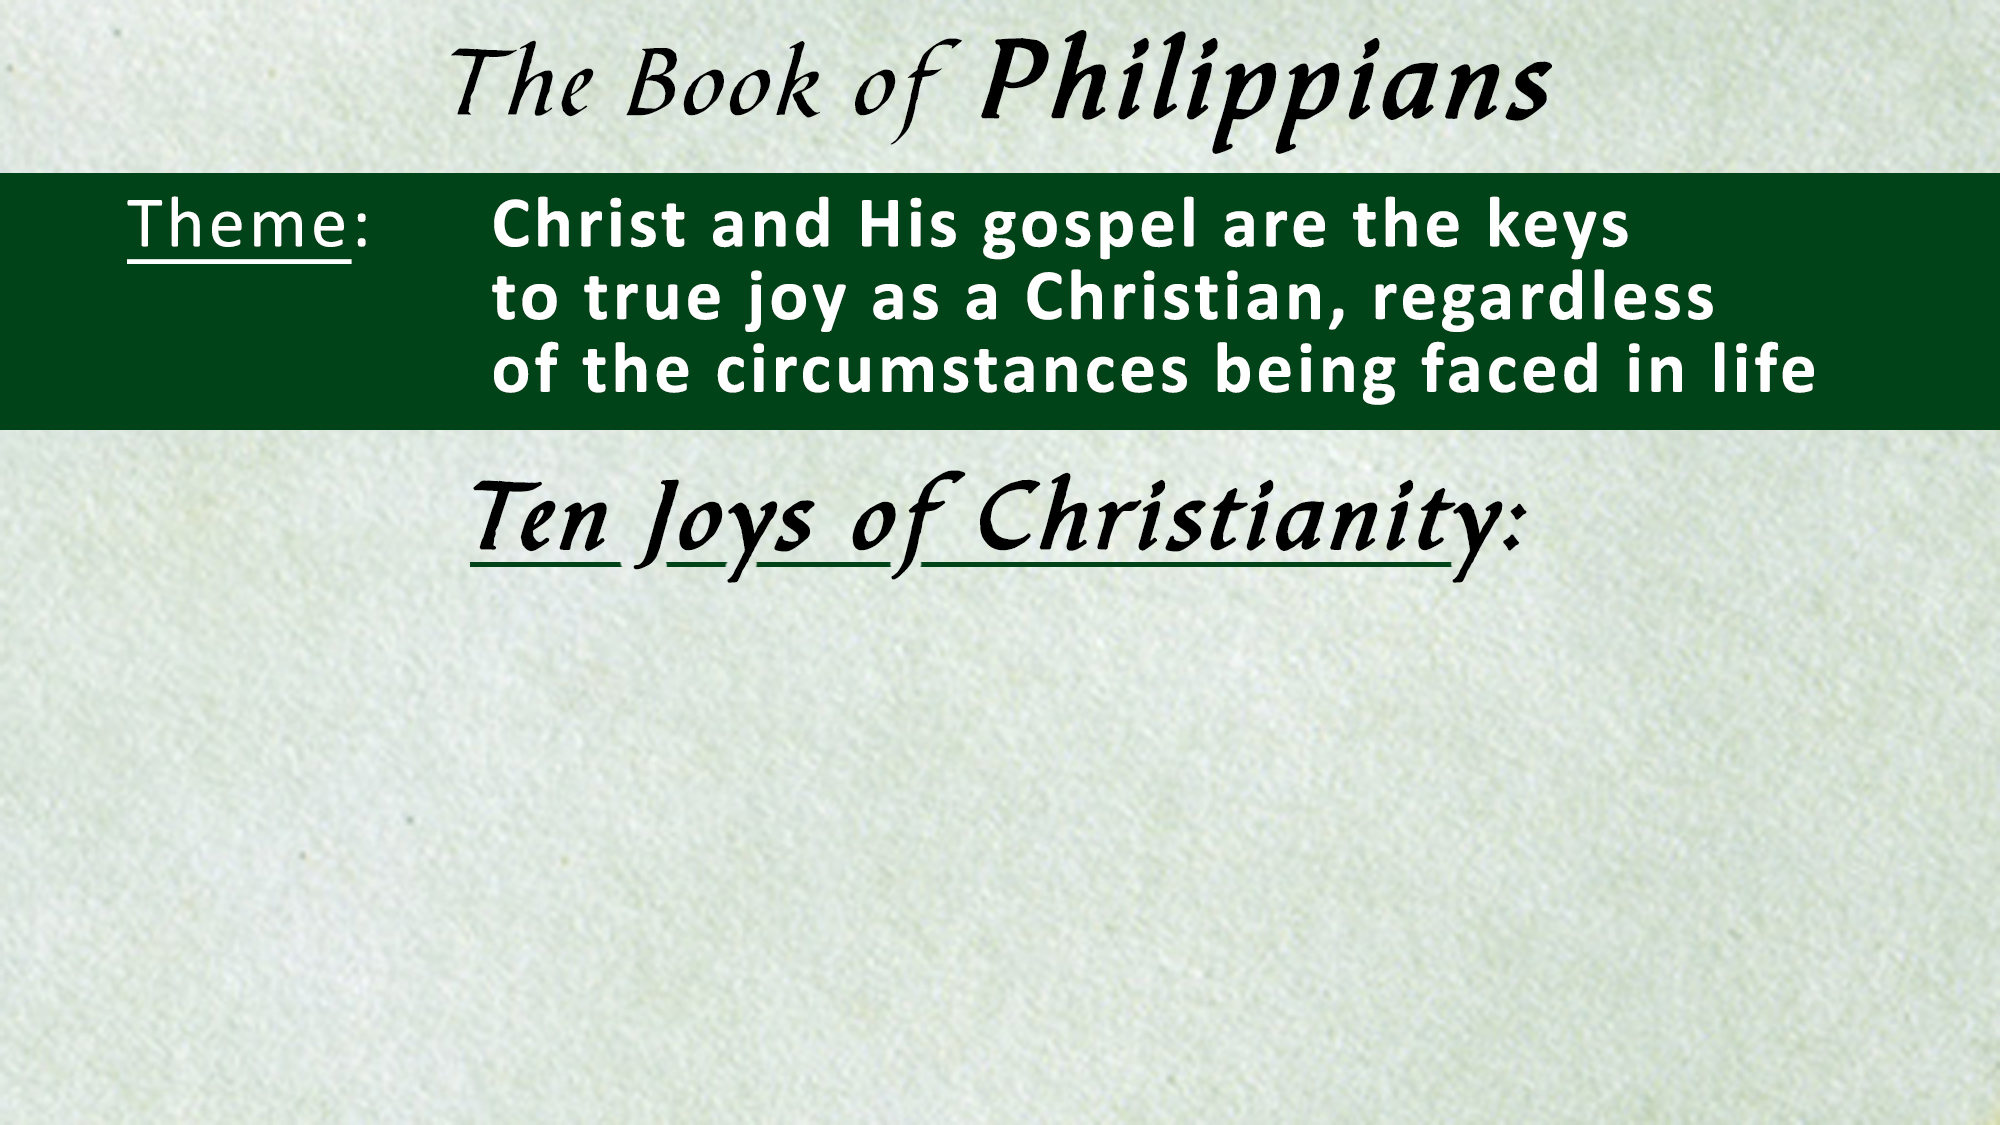 The Book of Philippians
Theme: Christ and His gospel are the keys
to true joy as a Christian, regardless
of the circumstances being faced in life
Ten Joys of Christianity: